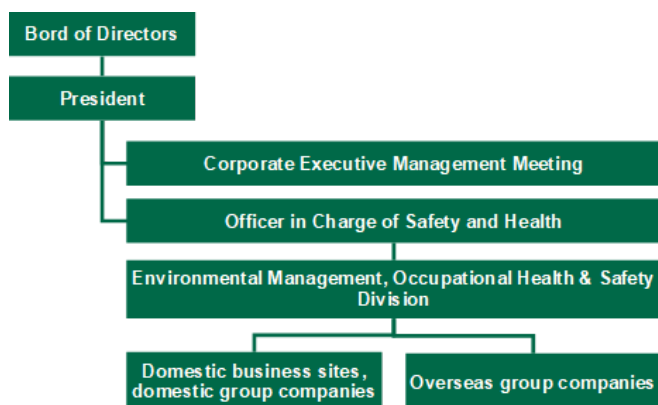 Bord of Directors
President
Corporate Executive Management Meeting
Officer in Charge of Safety and Health
Environmental Management, Occupational Health & Safety
Division
Domestic business sites,
domestic group companies
Overseas group companies